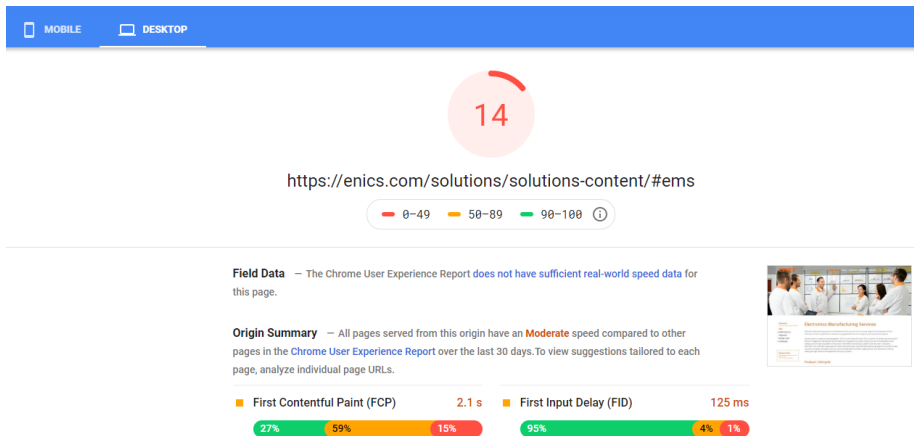 MOBILE
DESKTOP
14
https://enics.com/solutions/solutions-content/#ems
0–49 50–89 90–100
Field Data — The Chrome User Experience Report does not have sufficient real-world speed data for
this page.
Origin Summary — All pages served from this origin have an Moderate speed compared to other
pages in the Chrome User Experience Report over the last 30 days.To view suggestions tailored to each
page, analyze individual page URLs.
First Contentful Paint (FCP) 2.1 s
27% 59% 15%
First Input Delay (FID) 125 ms
95% 4% 1%
Electronics Manufacturing Services